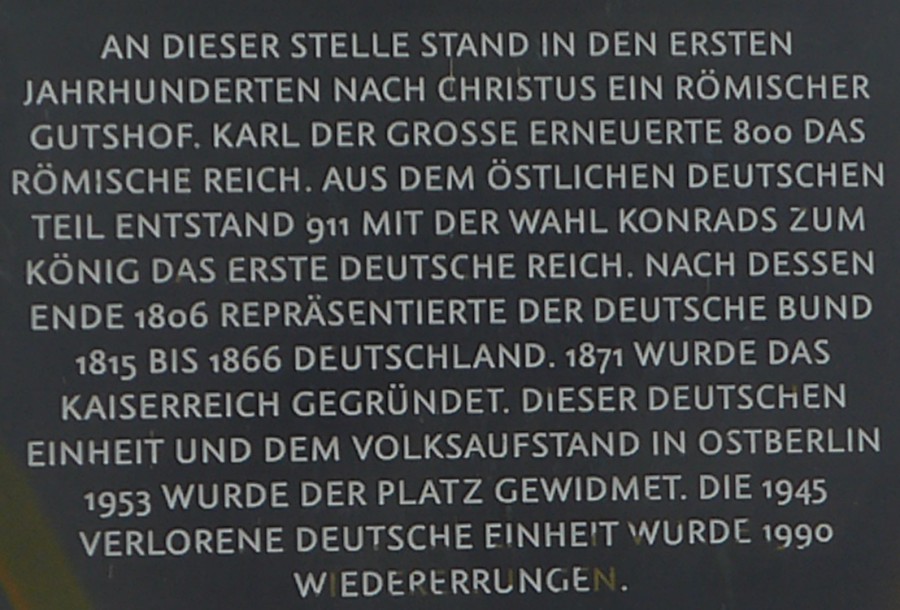 AN DIESER STELLE STAND IN DEN ERSTEN
JAHRHUNDERTEN NACH CHRISTUS EIN RÖMISCHER
GUTSHOF. KARL DER GROSSE ERNEUERTE 800 DAS
RÖMISCHE REICH. AUS DEM ÖSTLICHEN DEUTSCHEN
TEIL ENTSTAND 911 MIT DER WAHL KONRADS ZUM
KÖNIG DAS ERSTE DEUTSCHE REICH. NACH DESSEN
ENDE 1806 REPRÄSENTIERTE DER DEUTSCHE BUND
1815 BIS 1866 DEUTSCHLAND. 1871 WURDE DAS
KAISERREICH GEGRÜNDET. DIESER DEUTSCHEN
EINHEIT UND DEM VOLKSAUFSTAND IN OSTBERLIN
1953 WURDE DER PLATZ GEWIDMET. DIE 1945
VERLORENE DEUTSCHE EINHEIT WURDE 1990
WIEDERERRUNGEN.